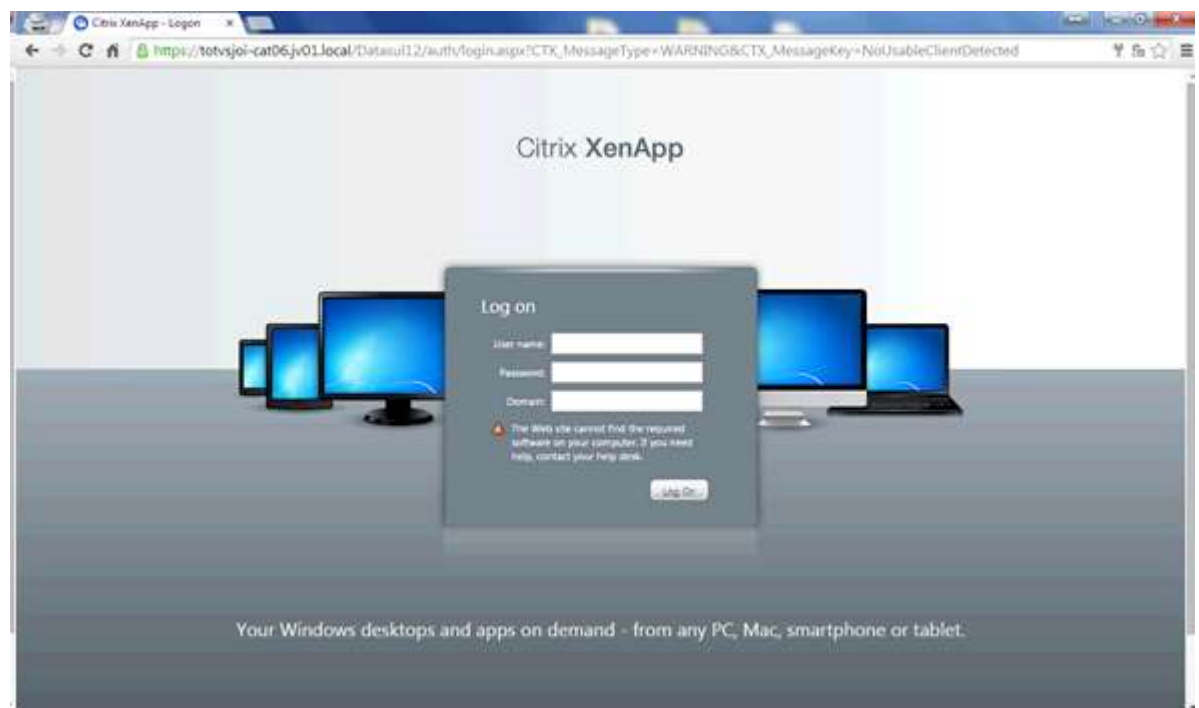 Citrix XenApp - Logon
https://totvsjoi-cat06.jv01.local/Datasul12/auth/login.aspx?CTX_MessageType=WARNING&CTX_MessageKey=NoUsableClientDetected
Citrix XenApp
Log on
User name:
Password:
Domain:
The Web site cannot find the required
software on your computer. If you need
help, contact your help desk.
Log On
Your Windows desktops and apps on demand - from any PC, Mac, smartphone or tablet.